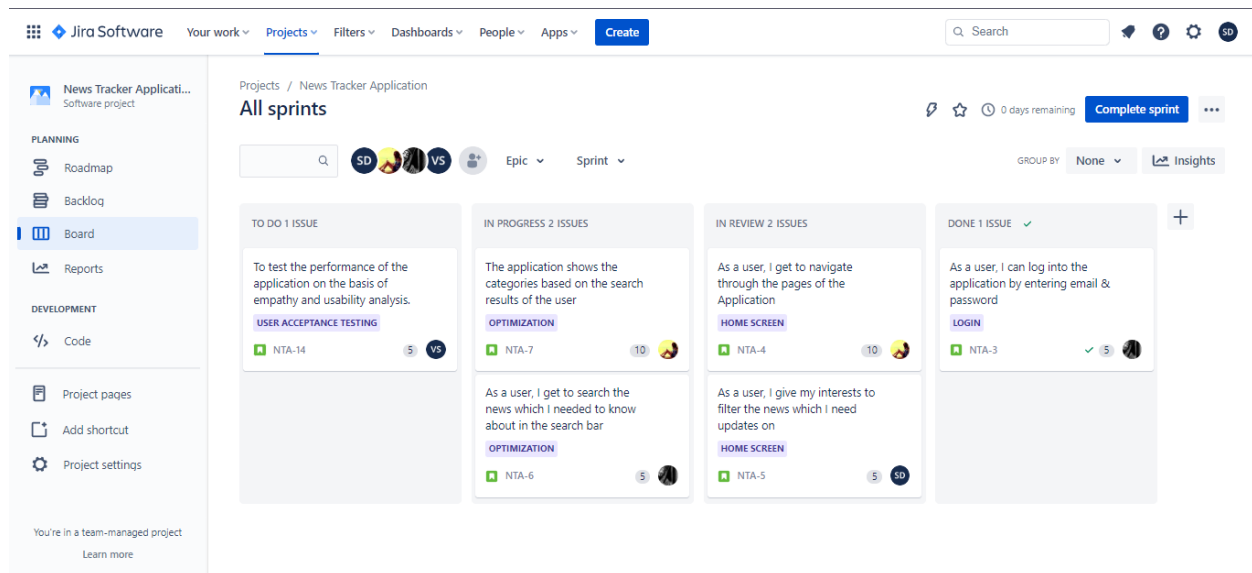 Jira Software
Your work
Projects
Filters
Dashboards
People
Apps
Create
Search
SD
News Tracker Applicati...
Software project
PLANNING
Roadmap
Backlog
Board
Reports
DEVELOPMENT
Code
Project pages
Add shortcut
Project settings
You're in a team-managed project
Learn more
Projects / News Tracker Application
All sprints
0 days remaining
Complete sprint
SD
VS
Epic
Sprint
GROUP BY
None
Insights
TO DO 1 ISSUE
To test the performance of the
application on the basis of
empathy and usability analysis.
USER ACCEPTANCE TESTING
NTA-14
5
VS
IN PROGRESS 2 ISSUES
The application shows the
categories based on the search
results of the user
OPTIMIZATION
NTA-7
10
As a user, I get to search the
news which I needed to know
about in the search bar
OPTIMIZATION
NTA-6
5
IN REVIEW 2 ISSUES
As a user, I get to navigate
through the pages of the
Application
HOME SCREEN
NTA-4
10
As a user, I give my interests to
filter the news which I need
updates on
HOME SCREEN
NTA-5
5
SD
DONE 1 ISSUE
As a user, I can log into the
application by entering email &
password
LOGIN
NTA-3
5